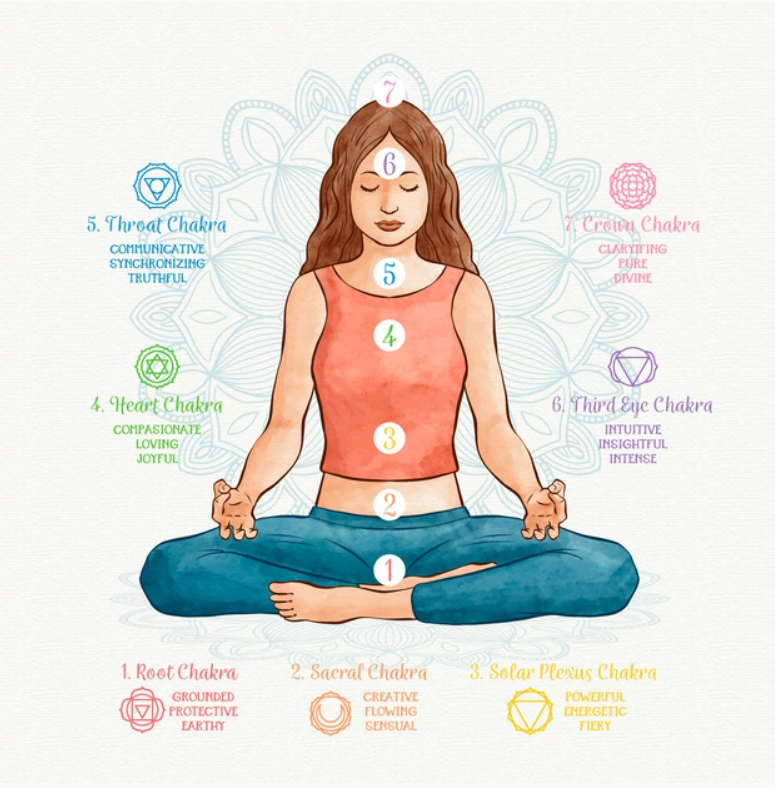 7
6
5. Throat Chakra
COMMUNICATIVE
SYNCHRONIZING
TRUTHFUL
7. Crown Chakra
CLARYIFING
PURE
DIVINE
5
4
4. Heart Chakra
COMPASIONATE
LOVING
JOYFUL
6. Third Eye Chakra
INTUITIVE
INSIGHTFUL
INTENSE
3
2
1
1. Root Chakra
GROUNDED
PROTECTIVE
EARTHY
2. Sacral Chakra
CREATIVE
FLOWING
SENSUAL
3. Solar Plexus Chakra
POWERFUL
ENERGETIC
FIERY